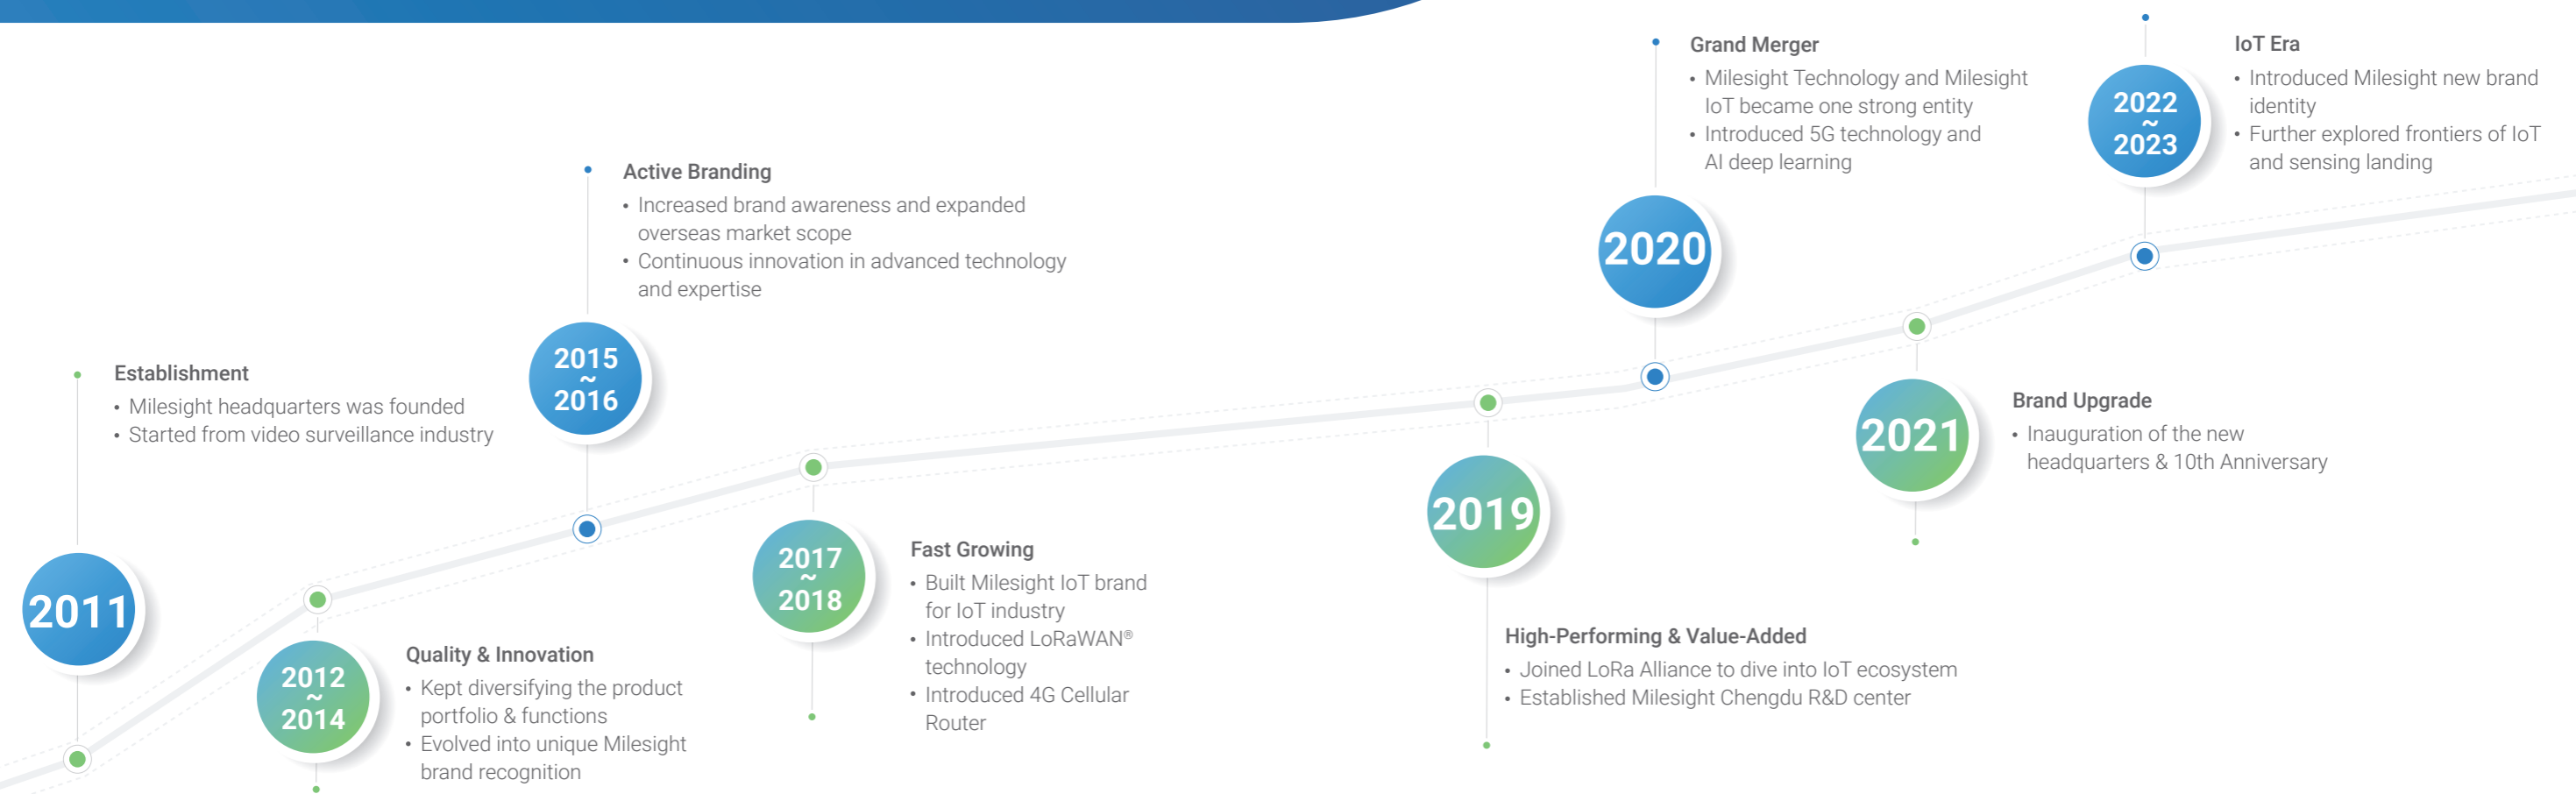 2011
Establishment
• Milesight headquarters was founded
• Started from video surveillance industry
2012
~
2014
Quality & Innovation
• Kept diversifying the product
portfolio & functions
• Evolved into unique Milesight
brand recognition
2015
~
2016
Active Branding
• Increased brand awareness and expanded
overseas market scope
• Continuous innovation in advanced technology
and expertise
2017
~
2018
Fast Growing
• Built Milesight IoT brand
for IoT industry
• Introduced LoRaWAN®
technology
• Introduced 4G Cellular
Router
2019
High-Performing & Value-Added
• Joined LoRa Alliance to dive into IoT ecosystem
• Established Milesight Chengdu R&D center
2020
Grand Merger
• Milesight Technology and Milesight
IoT became one strong entity
• Introduced 5G technology and
AI deep learning
2021
Brand Upgrade
• Inauguration of the new
headquarters & 10th Anniversary
2022
~
2023
IoT Era
• Introduced Milesight new brand
identity
• Further explored frontiers of IoT
and sensing landing